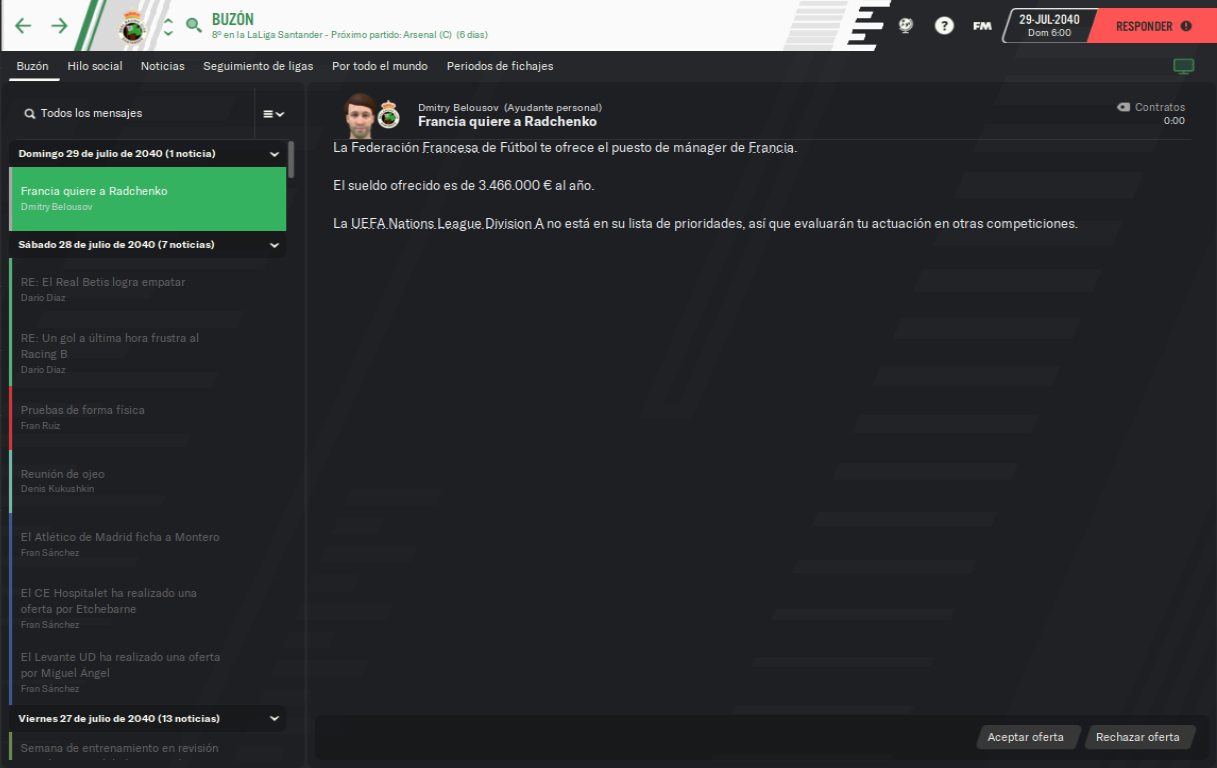 BUZÓN
8º en la LaLiga Santander - Próximo partido: Arsenal (C) (6 días)
?
FM
29-JUL-2040
Dom 6:00
RESPONDER
Buzón
Hilo social
Noticias
Seguimiento de ligas
Por todo el mundo
Periodos de fichajes
Todos los mensajes
Domingo 29 de julio de 2040 (1 noticia)
Francia quiere a Radchenko
Dmitry Belousov
Sábado 28 de julio de 2040 (7 noticias)
RE: El Real Betis logra empatar
Darío Díaz
RE: Un gol a última hora frustra al
Racing B
Darío Díaz
Pruebas de forma física
Fran Ruiz
Reunión de ojeo
Denis Kukushkin
El Atlético de Madrid ficha a Montero
Fran Sánchez
El CE Hospitalet ha realizado una
oferta por Etchebarne
Fran Sánchez
El Levante UD ha realizado una oferta
por Miguel Ángel
Fran Sánchez
Viernes 27 de julio de 2040 (13 noticias)
Semana de entrenamiento en revisión
Dmitry Belousov (Ayudante personal)
Francia quiere a Radchenko
Contratos
0:00
La Federación Francesa de Fútbol te ofrece el puesto de mánager de Francia.
El sueldo ofrecido es de 3.466.000 € al año.
La UEFA Nations League Division A no está en su lista de prioridades, así que evaluarán tu actuación en otras competiciones.
Aceptar oferta
Rechazar oferta